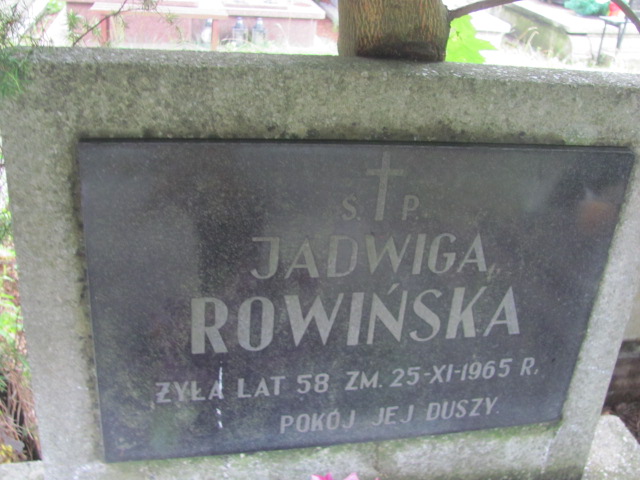 Ś. P.
JADWIGA
ROWIŃSKA
ŻYŁA LAT 58 ZM. 25-XI-1965 R.
POKÓJ JEJ DUSZY.